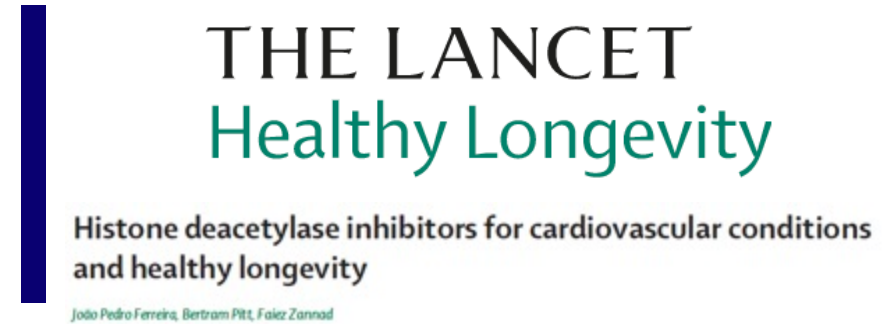 THE LANCET
Healthy Longevity
Histone deacetylase inhibitors for cardiovascular conditions
and healthy longevity
João Pedro Ferreira, Bertram Pitt, Faiez Zannad